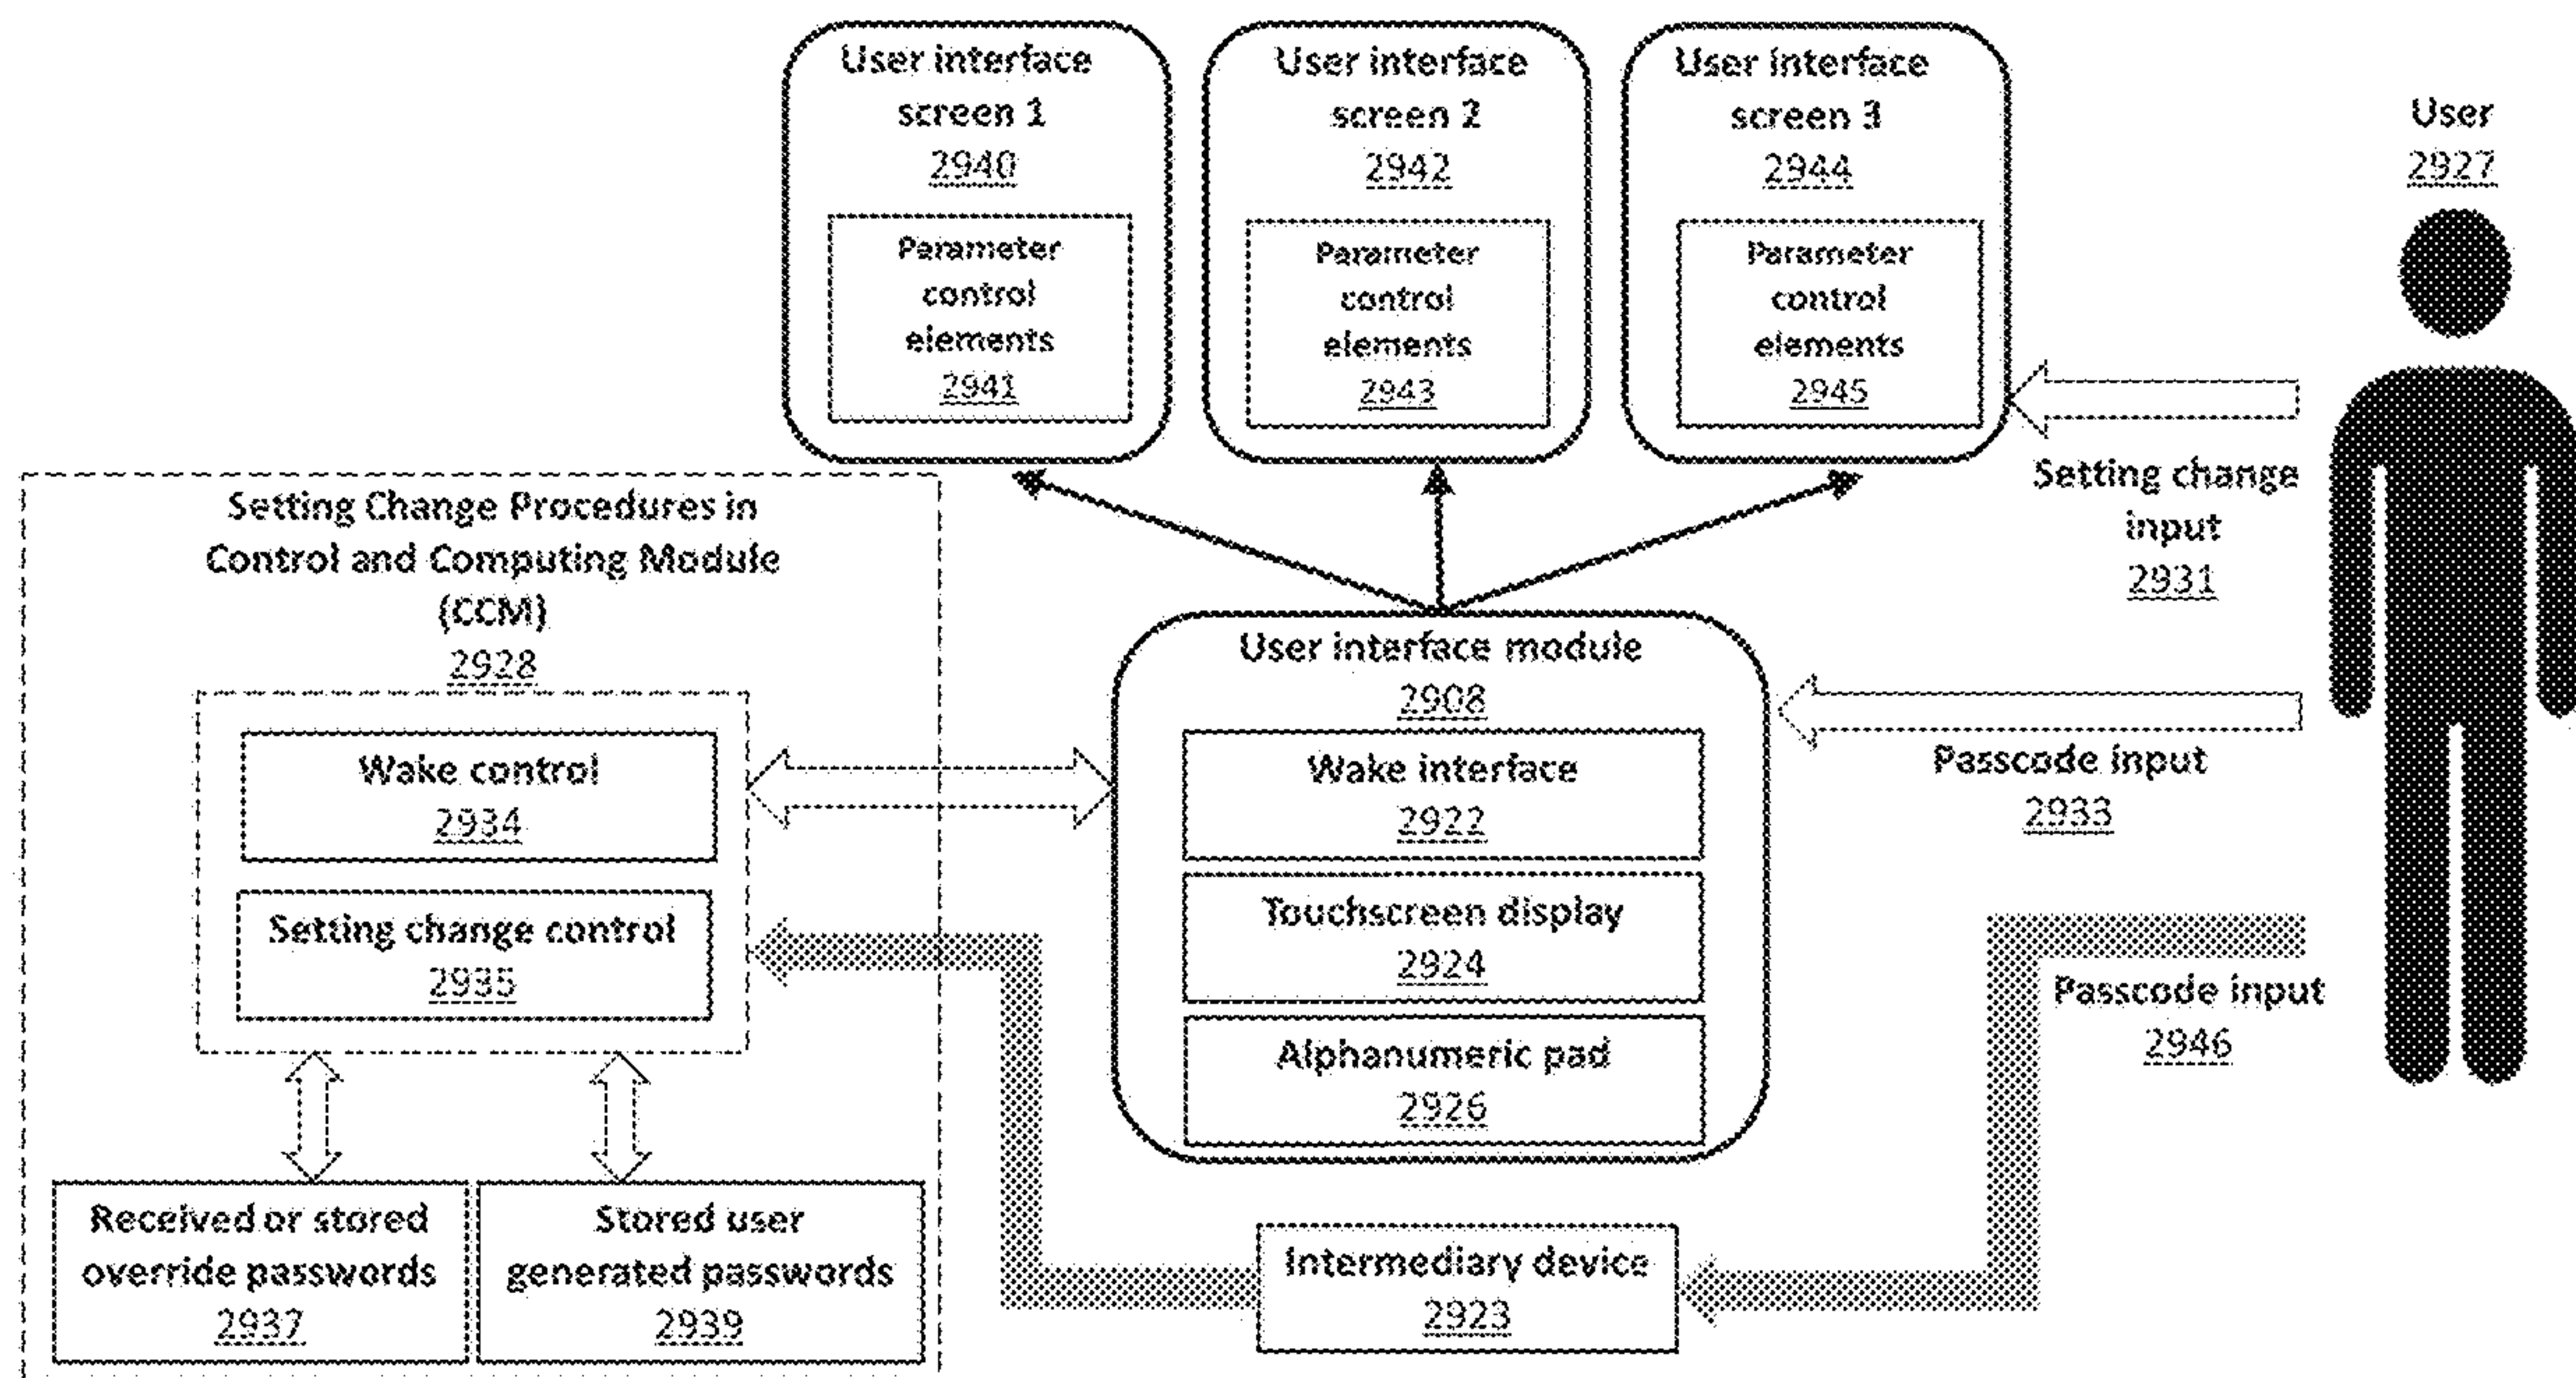 User interface
screen 1
2940
Parameter
control
elements
2941
User interface
screen 2
2942
Parameter
control
elements
2943
User interface
screen 3
2944
Parameter
control
elements
2945
User
2927
Setting change
input
2931
Setting Change Procedures in
Control and Computing Module
(CCM)
2928
Wake control
2934
Setting change control
2935
Received or stored
override passwords
2937
Stored user
generated passwords
2939
User interface module
2908
Wake interface
2922
Touchscreen display
2924
Alphanumeric pad
2926
Passcode input
2933
Passcode input
2946
Intermediary device
2923